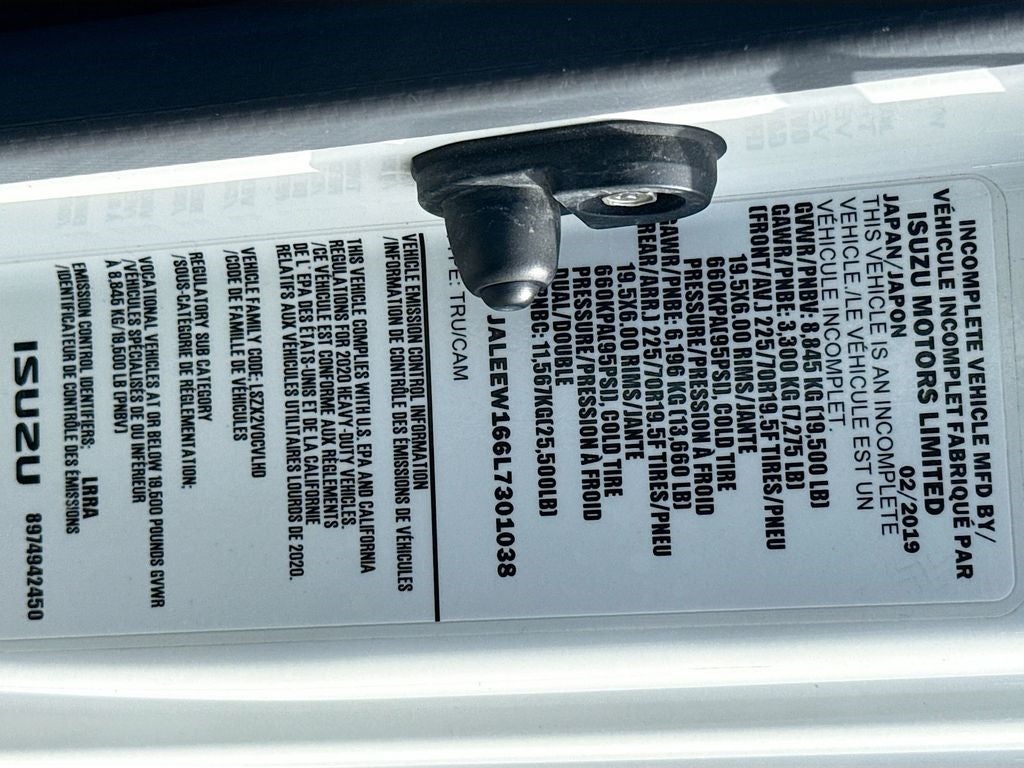 INCOMPLETE VEHICLE MFD BY/
VÉHICULE INCOMPLET FABRIQUÉ PAR
ISUZU MOTORS LIMITED
JAPAN/JAPON 02/2019
THIS VEHICLE IS AN INCOMPLETE
VEHICLE./LE VÉHICULE EST UN
VÉHICULE INCOMPLET.
GVWR/PNBV: 8,845 KG (19,500 LB)
GAWR/PNBE: 3,300 KG (7,275 LB)
(FRONT/AV.) 225/70R19.5F TIRES/PNEU
19.5X6.00 RIMS/JANTE
660KPA(95PSI), COLD TIRE
PRESSURE/PRESSION À FROID
GAWR/PNBE: 6,196 KG (13,660 LB)
REAR/ARR.) 225/70R19.5F TIRES/PNEU
19.5X6.00 RIMS/JANTE
660KPA(95PSI), COLD TIRE
PRESSURE/PRESSION À FROID
DUAL/DOUBLE
11567KG(25,500LB)
JALEEW166L7301038
TRU/CAM
VEHICLE EMISSION CONTROL INFORMATION
/INFORMATION DE CONTRÔLE DES ÉMISSIONS DE VÉHICULES
THIS VEHICLE COMPLIES WITH U.S. EPA AND CALIFORNIA
REGULATIONS FOR 2020 HEAVY-DUTY VEHICLES.
/CE VÉHICULE EST CONFORME AUX RÉGLEMENTS
DE L'ÉPA DES ÉTATS-UNIS ET DE LA CALIFORNIE
RELATIFS AUX VÉHICULES UTILITAIRES LOURDS DE 2020.
VEHICLE FAMILY CODE: LSZX2VOCVLHD
/CODE DE FAMILLE DE VÉHICULES
REGULATORY SUB CATEGORY
/SOUS-CATÉGORIE DE RÉGLEMENTATION:
VOCATIONAL VEHICLES AT OR BELOW 19,500 POUNDS GVWR
/VÉHICULES SPÉCIALISÉS DE OU INFÉRIEUR
À 8,845 KG/19,500 LB (PNBV)
EMISSION CONTROL IDENTIFIERS: LRRA
/IDENTIFICATEUR DE CONTRÔLE DES ÉMISSIONS
ISUZU 8974942450